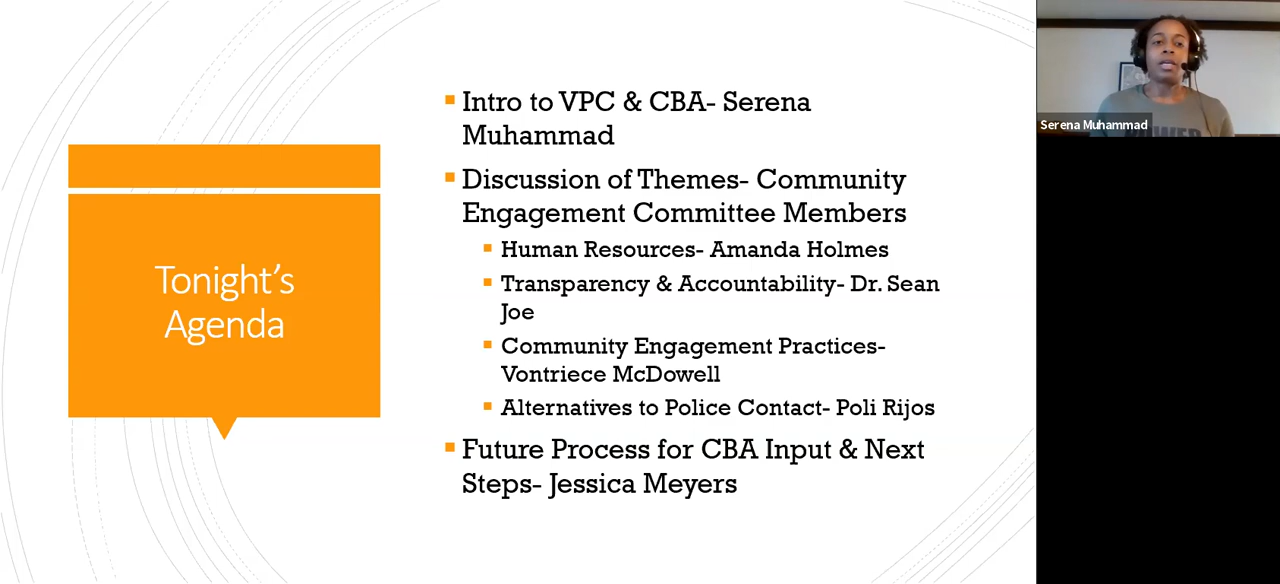 Tonight's
Agenda
Intro to VPC & CBA- Serena
Muhammad
Discussion of Themes- Community
Engagement Committee Members
Human Resources- Amanda Holmes
Transparency & Accountability- Dr. Sean
Joe
Community Engagement Practices-
Vontriece McDowell
Alternatives to Police Contact- Poli Rijos
Future Process for CBA Input & Next
Steps- Jessica Meyers
Serena Muhammad